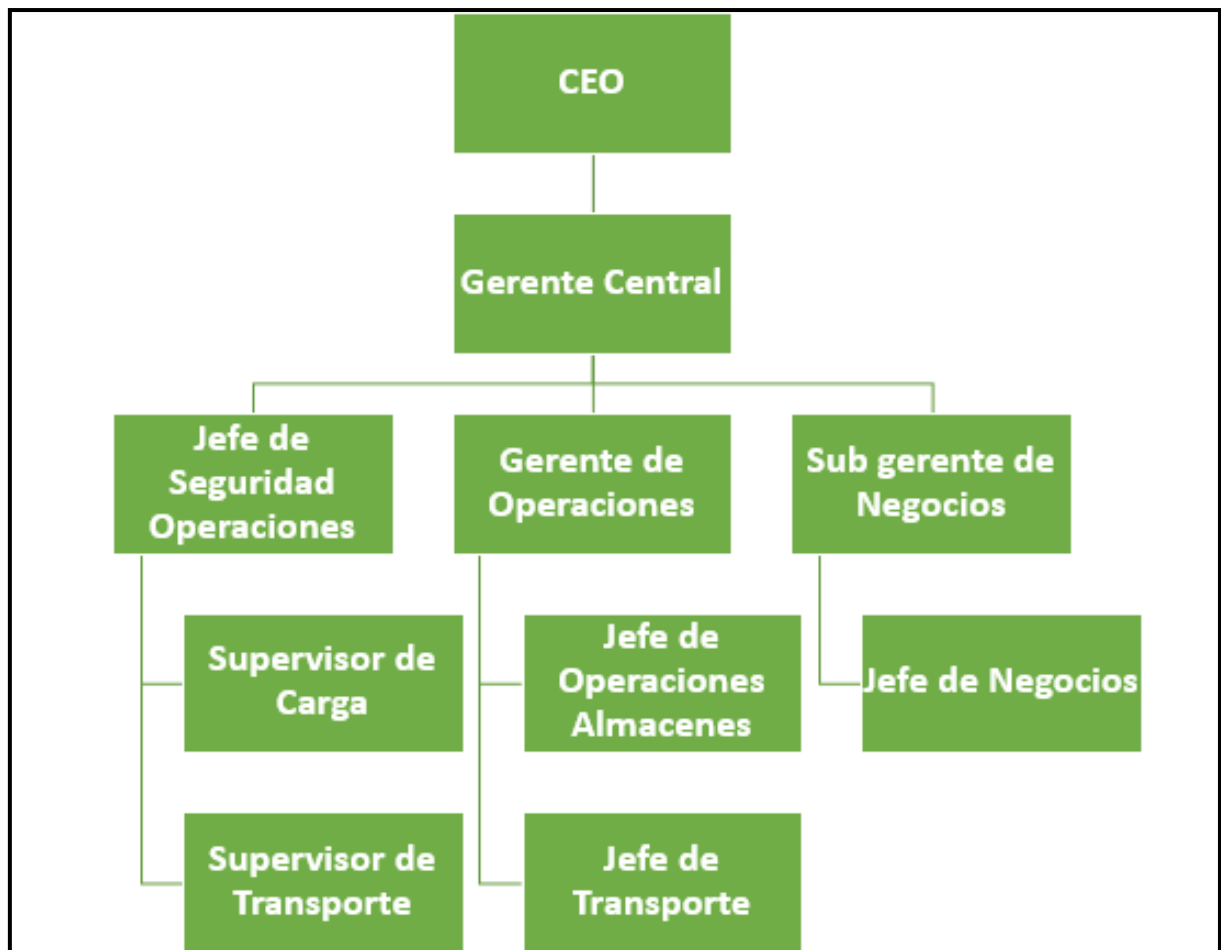 CEO
Gerente Central
Jefe de
Seguridad
Operaciones
Gerente de
Operaciones
Sub gerente de
Negocios
Supervisor de
Carga
Jefe de
Operaciones
Almacenes
Jefe de Negocios
Supervisor de
Transporte
Jefe de
Transporte